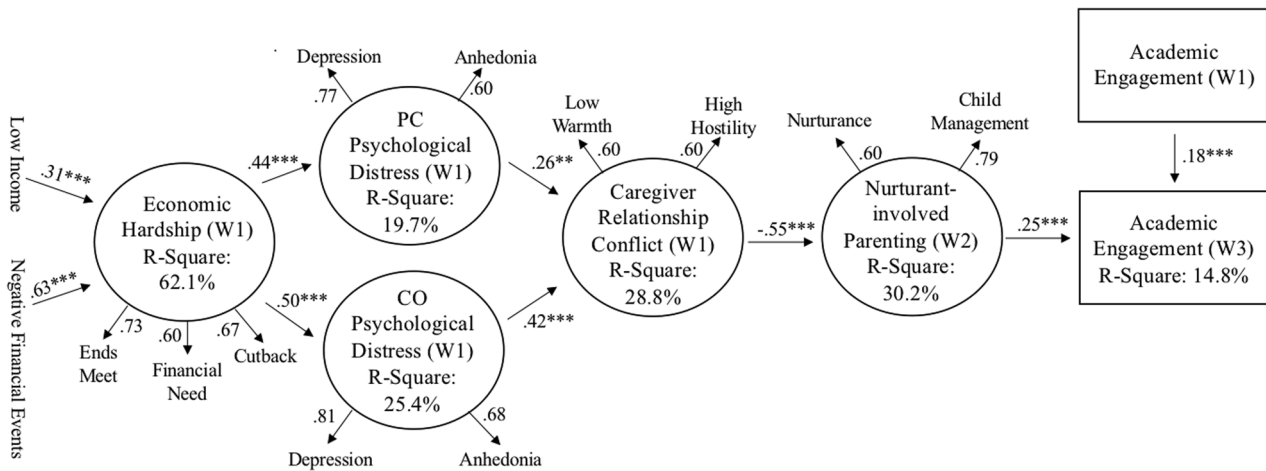 Low Income
Negative Financial Events
.31***
.63***
Economic
Hardship (W1)
R-Square:
62.1%
.73
.60
.67
Ends
Meet
Financial
Need
Cutback
.44***
.50***
Depression
Anhedonia
.77
.60
PC
Psychological
Distress (W1)
R-Square:
19.7%
CO
Psychological
Distress (W1)
R-Square:
25.4%
.81
.68
Depression
Anhedonia
.26**
.42***
Low
Warmth
High
Hostility
.60
.60
Caregiver
Relationship
Conflict (W1)
R-Square:
28.8%
-.55***
Nurturance
Child
Management
.60
.79
Nurturant-
involved
Parenting (W2)
R-Square:
30.2%
.25***
Academic
Engagement (W1)
.18***
Academic
Engagement (W3)
R-Square: 14.8%